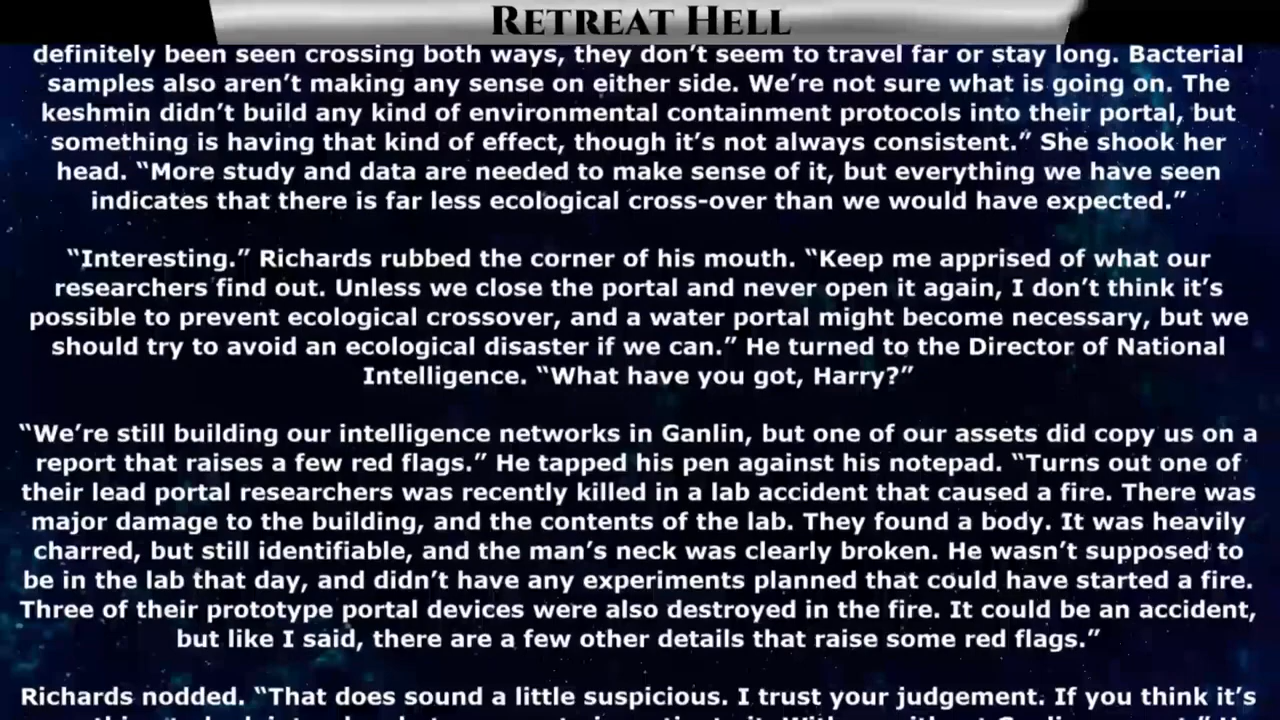 RETREAT HELL
definitely been seen crossing both ways, they don’t seem to travel far or stay long. Bacterial
samples also aren’t making any sense on either side. We’re not sure what is going on. The
keshmin didn’t build any kind of environmental containment protocols into their portal, but
something is having that kind of effect, though it’s not always consistent.” She shook her
head. “More study and data are needed to make sense of it, but everything we have seen
indicates that there is far less ecological cross-over than we would have expected.”
“Interesting.” Richards rubbed the corner of his mouth. “Keep me apprised of what our
researchers find out. Unless we close the portal and never open it again, I don’t think it’s
possible to prevent ecological crossover, and a water portal might become necessary, but we
should try to avoid an ecological disaster if we can.” He turned to the Director of National
Intelligence. “What have you got, Harry?”
“We’re still building our intelligence networks in Ganlin, but one of our assets did copy us on a
report that raises a few red flags.” He tapped his pen against his notepad. “Turns out one of
their lead portal researchers was recently killed in a lab accident that caused a fire. There was
major damage to the building, and the contents of the lab. They found a body. It was heavily
charred, but still identifiable, and the man’s neck was clearly broken. He wasn’t supposed to
be in the lab that day, and didn’t have any experiments planned that could have started a fire.
Three of their prototype portal devices were also destroyed in the fire. It could be an accident,
but like I said, there are a few other details that raise some red flags.”
Richards nodded. “That does sound a little suspicious. I trust your judgement. If you think it’s